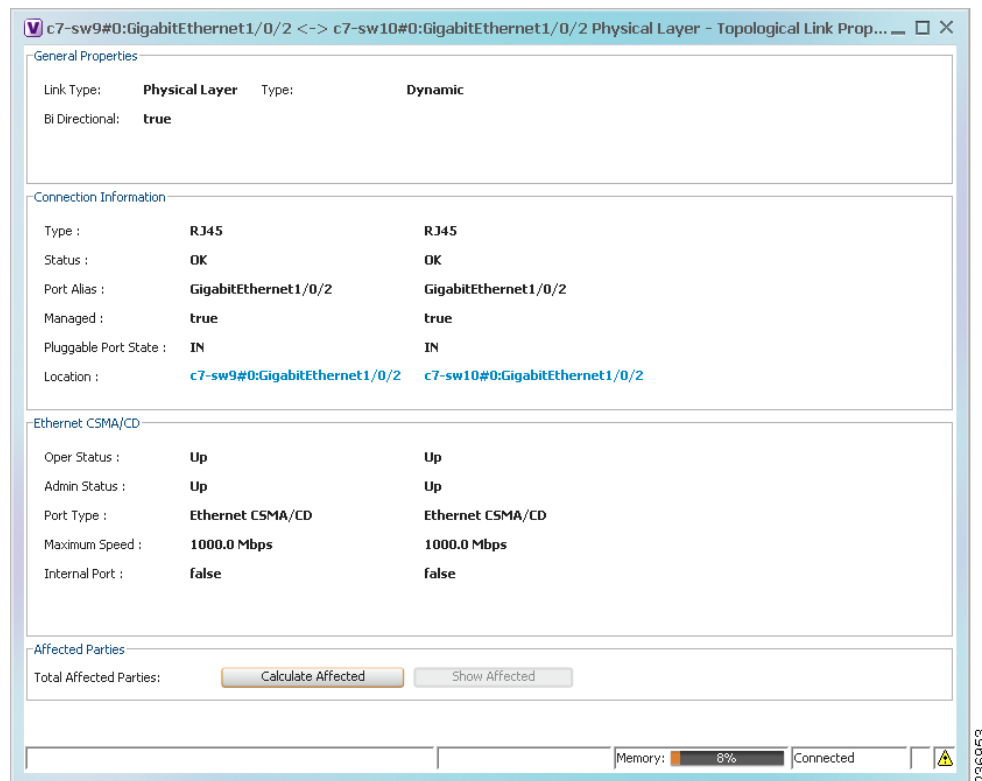 V c7-sw9#0:GigabitEthernet1/0/2 <-> c7-sw10#0:GigabitEthernet1/0/2 Physical Layer - Topological Link Prop...
General Properties
Link Type: Physical Layer Type: Dynamic
Bi Directional: true
Connection Information
Type : RJ45 RJ45
Status : OK OK
Port Alias : GigabitEthernet1/0/2 GigabitEthernet1/0/2
Managed : true true
Pluggable Port State : IN IN
Location : c7-sw9#0:GigabitEthernet1/0/2 c7-sw10#0:GigabitEthernet1/0/2
Ethernet CSMA/CD
Oper Status : Up Up
Admin Status : Up Up
Port Type : Ethernet CSMA/CD Ethernet CSMA/CD
Maximum Speed : 1000.0 Mbps 1000.0 Mbps
Internal Port : false false
Affected Parties
Total Affected Parties: Calculate Affected Show Affected
Memory: 8% Connected
236953